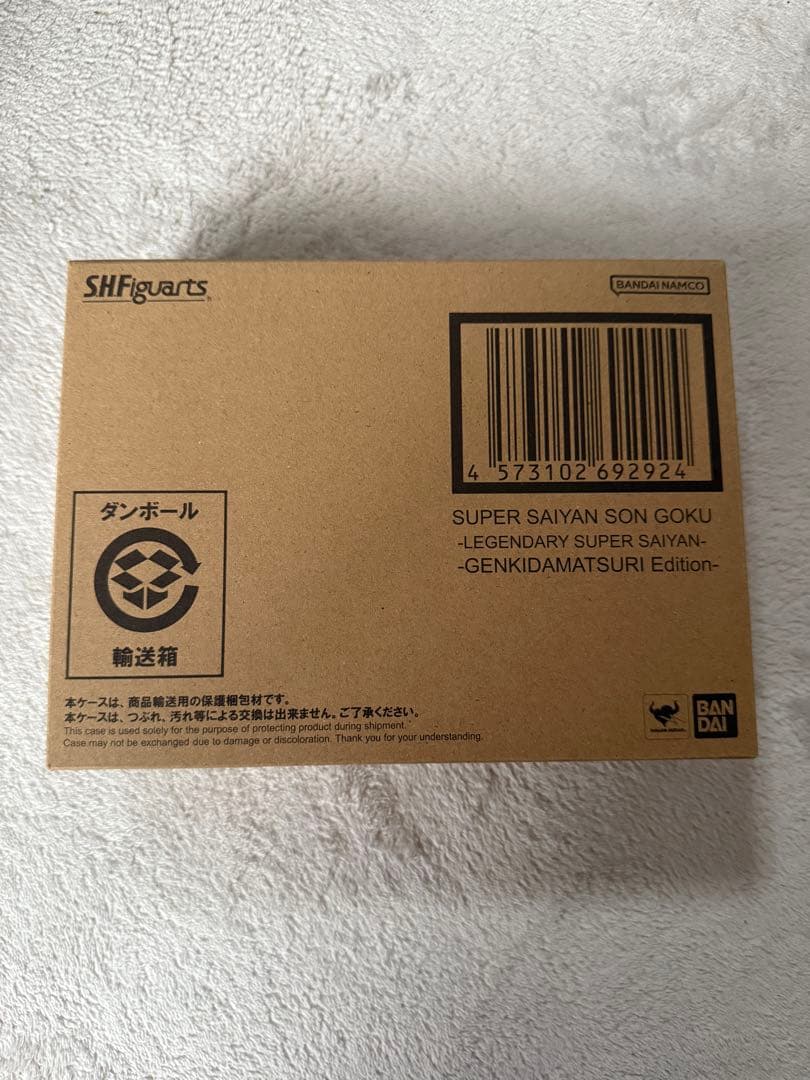 S.H.Figuarts
BANDAI NAMCO
4 573102 692924
SUPER SAIYAN SON GOKU
-LEGENDARY SUPER SAIYAN-
-GENKIDAMATSURI Edition-
ダンボール
輸送箱
本ケースは、商品輸送用の保護梱包材です。
本ケースは、つぶれ、汚れ等による交換は出来ません。ご了承ください。
This case is used solely for the purpose of protecting product during shipment.
Case may not be exchanged due to damage or discoloration. Thank you for your understanding.
BAN
DAI